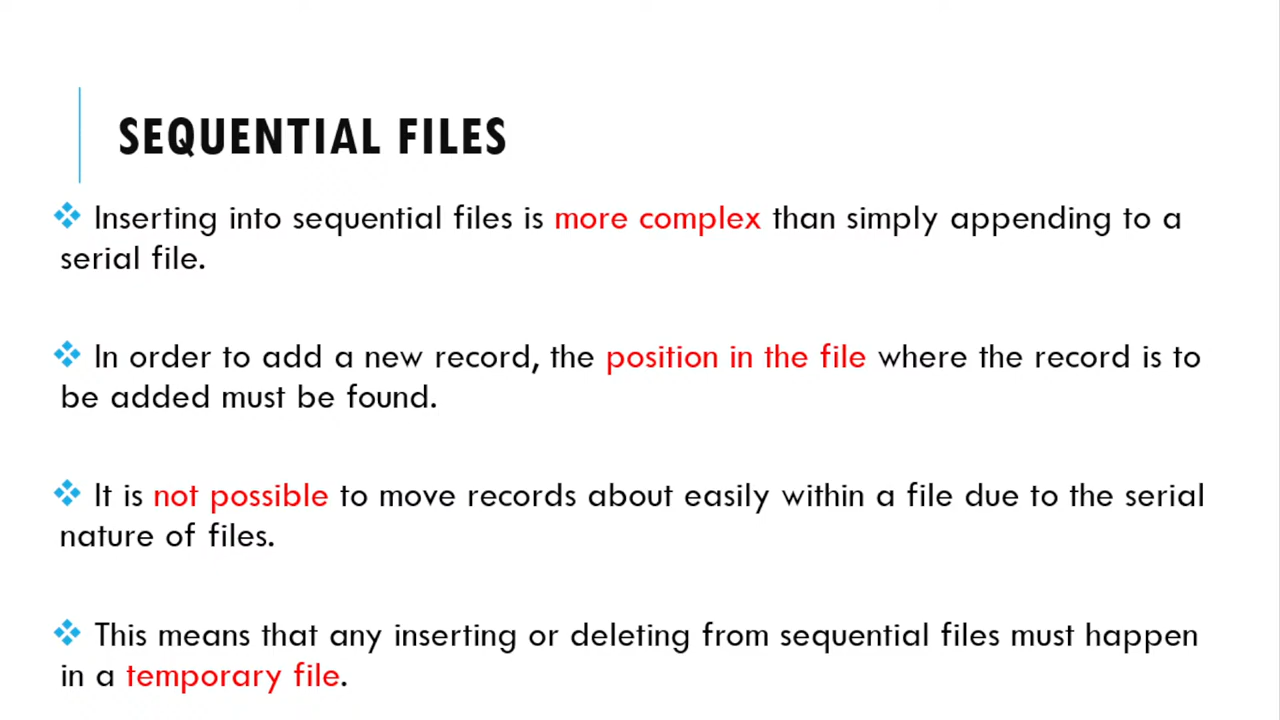 SEQUENTIAL FILES
❖ Inserting into sequential files is more complex than simply appending to a
serial file.
❖ In order to add a new record, the position in the file where the record is to
be added must be found.
❖ It is not possible to move records about easily within a file due to the serial
nature of files.
❖ This means that any inserting or deleting from sequential files must happen
in a temporary file.